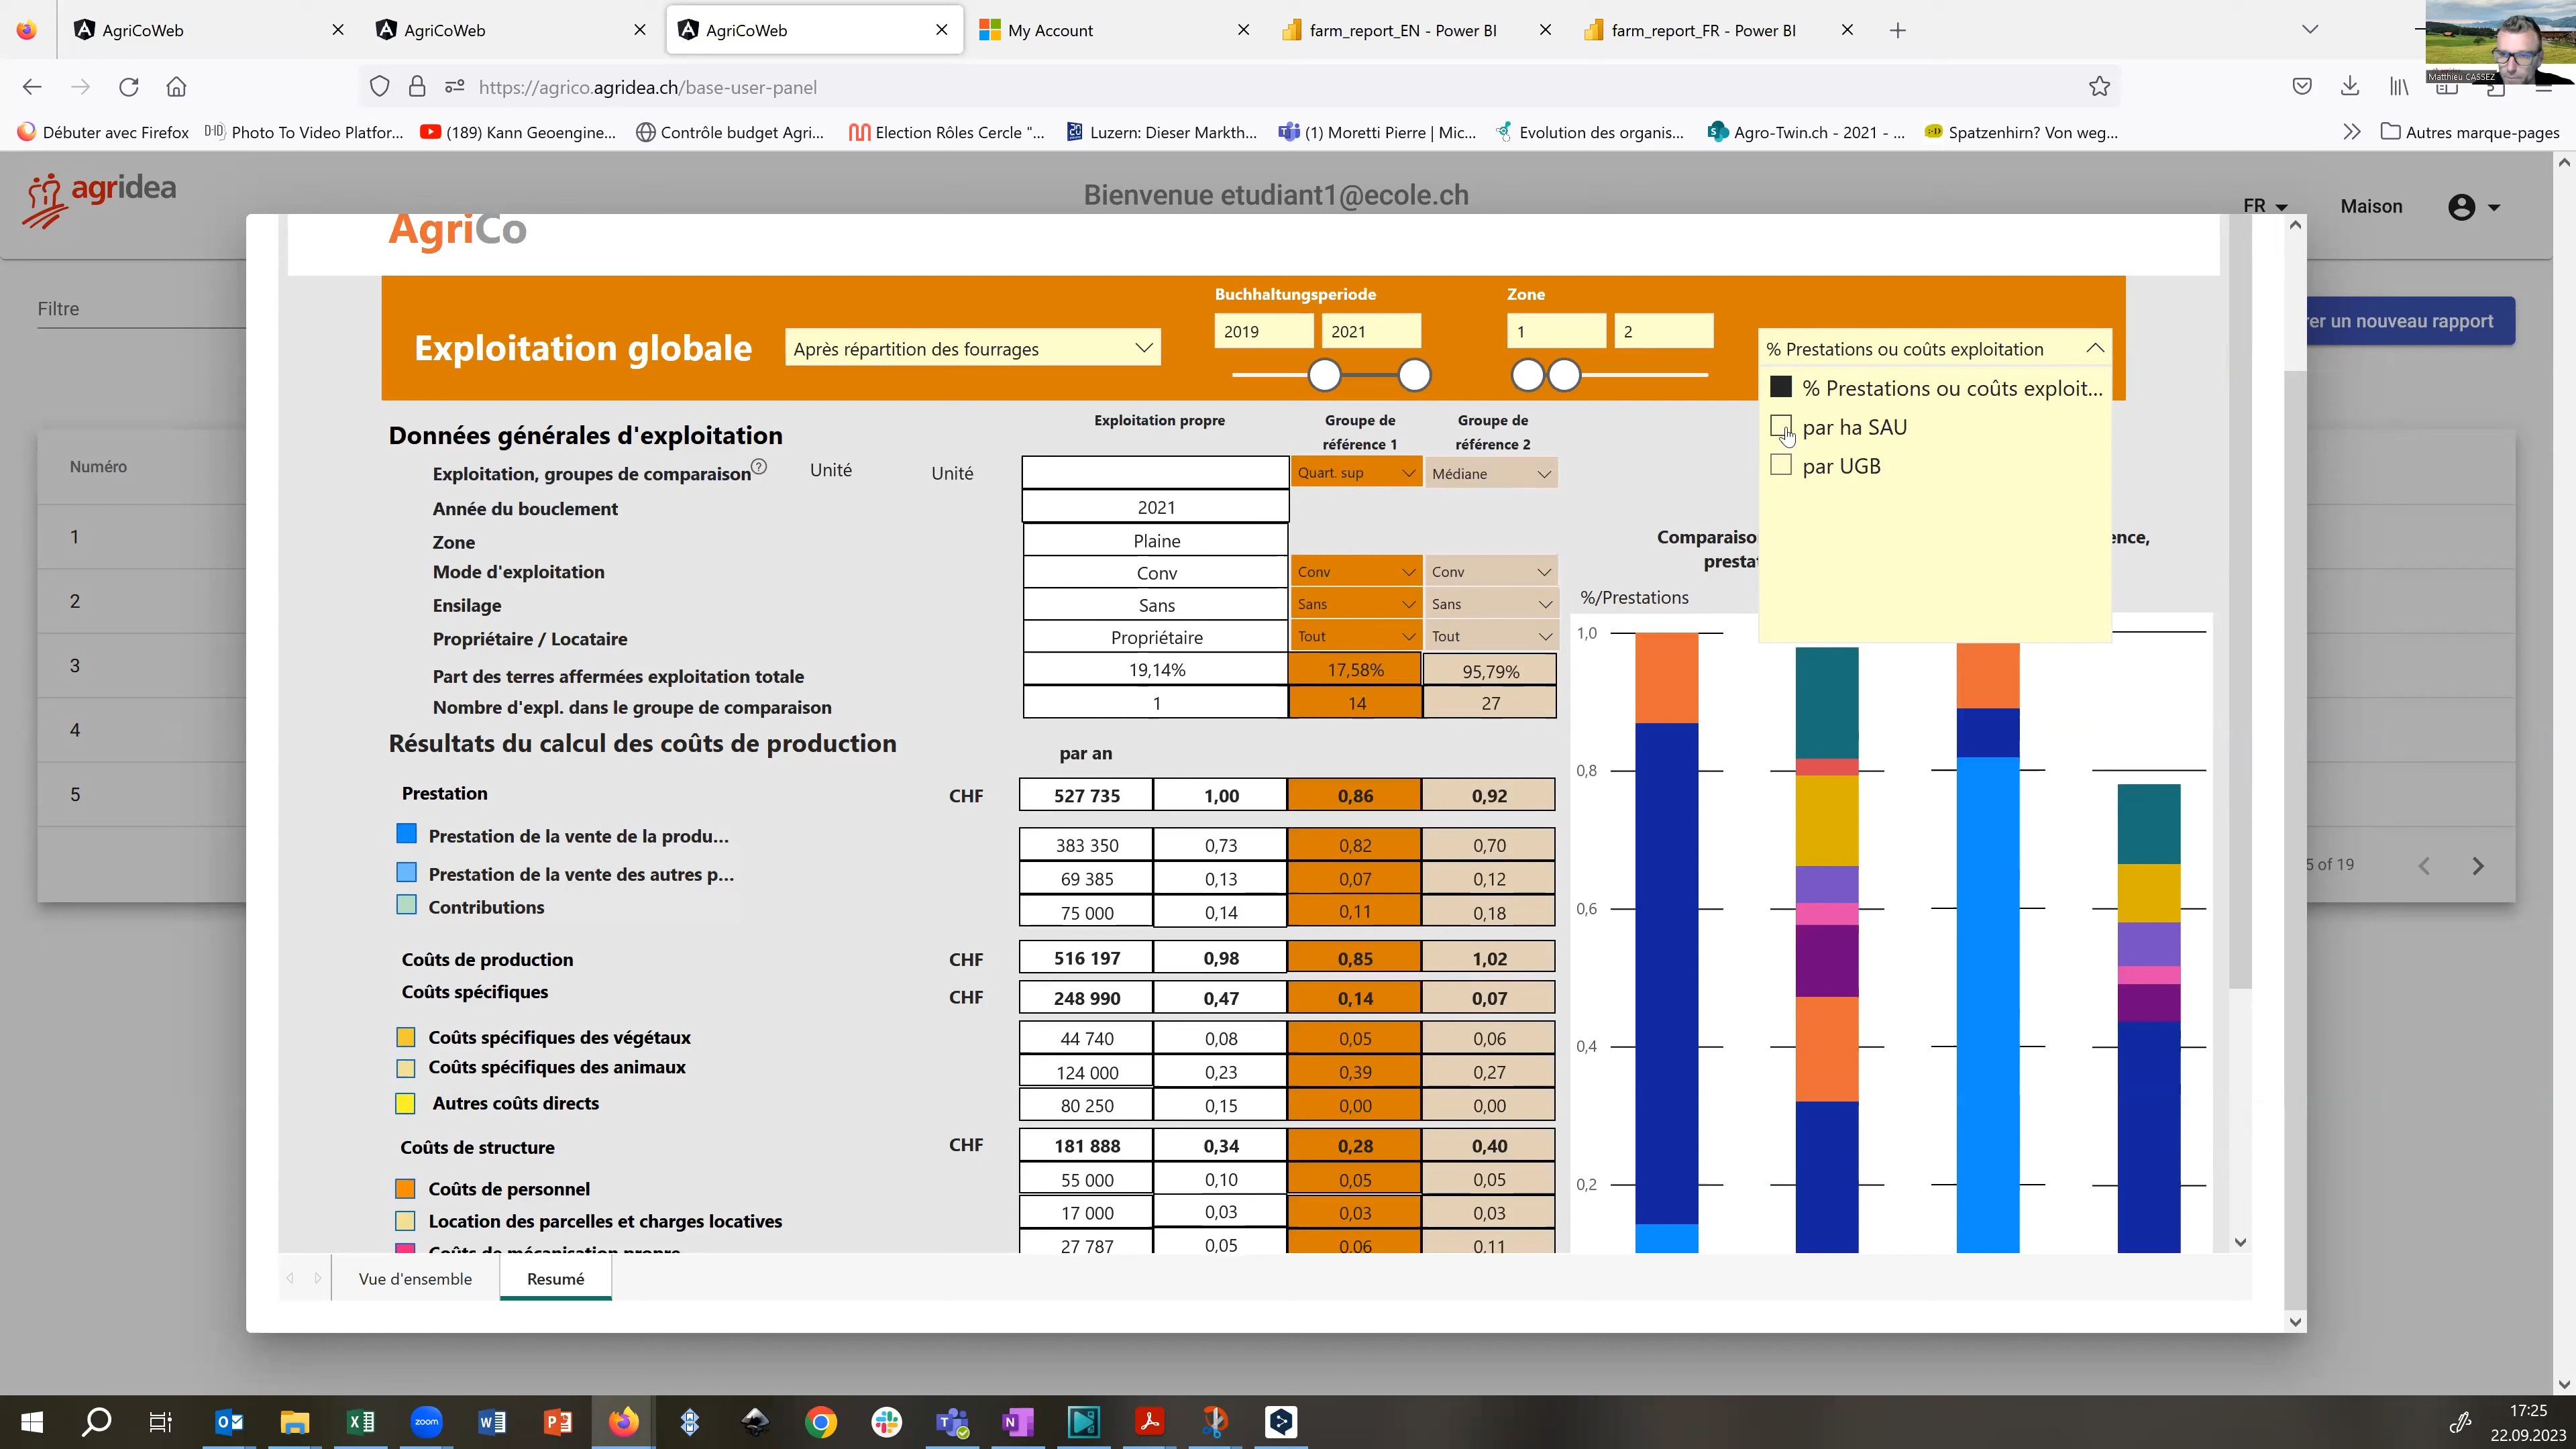 AgriCoWeb
AgriCoWeb
AgriCoWeb
My Account
farm_report_EN - Power BI
farm_report_FR - Power BI
https://agrico.agridea.ch/base-user-panel
Matthieu CASSEZ
Débuter avec Firefox
Photo To Video Platfor...
(189) Kann Geoengine...
Contrôle budget Agri...
Election Rôles Cercle "...
Luzern: Dieser Markth...
(1) Moretti Pierre | Mic...
Evolution des organis...
Agro-Twin.ch - 2021 - ...
Spatzenhirn? Von weg...
Autres marque-pages
agridea
Bienvenue etudiant1@ecole.ch
FR
Maison
AgriCo
Filtre
rer un nouveau rapport
Exploitation globale
Après répartition des fourrages
Buchhaltungsperiode
2019
2021
Zone
1
2
% Prestations ou coûts exploitation
% Prestations ou coûts exploit...
par ha SAU
par UGB
Numéro
1
2
3
4
5
5 of 19
Données générales d'exploitation
Exploitation propre
Groupe de
référence 1
Groupe de
référence 2
Exploitation, groupes de comparaison
?
Unité
Unité
Quart. sup
Médiane
Année du bouclement
2021
Zone
Plaine
Mode d'exploitation
Conv
Conv
Conv
Ensilage
Sans
Sans
Sans
Propriétaire / Locataire
Propriétaire
Tout
Tout
Part des terres affermées exploitation totale
19,14%
17,58%
95,79%
Nombre d'expl. dans le groupe de comparaison
1
14
27
Résultats du calcul des coûts de production
par an
Prestation
CHF
527 735
1,00
0,86
0,92
Prestation de la vente de la produ...
383 350
0,73
0,82
0,70
Prestation de la vente des autres p...
69 385
0,13
0,07
0,12
Contributions
75 000
0,14
0,11
0,18
Coûts de production
CHF
516 197
0,98
0,85
1,02
Coûts spécifiques
CHF
248 990
0,47
0,14
0,07
Coûts spécifiques des végétaux
44 740
0,08
0,05
0,06
Coûts spécifiques des animaux
124 000
0,23
0,39
0,27
Autres coûts directs
80 250
0,15
0,00
0,00
Coûts de structure
CHF
181 888
0,34
0,28
0,40
Coûts de personnel
55 000
0,10
0,05
0,05
Location des parcelles et charges locatives
17 000
0,03
0,03
0,03
Coûts de mécanisation propre
27 787
0,05
0,06
0,11
Comparaiso
ence,
presta
%/Prestations
1,0
0,8
0,6
0,4
0,2
Vue d'ensemble
Resumé
zoom
17:25
22.09.2023